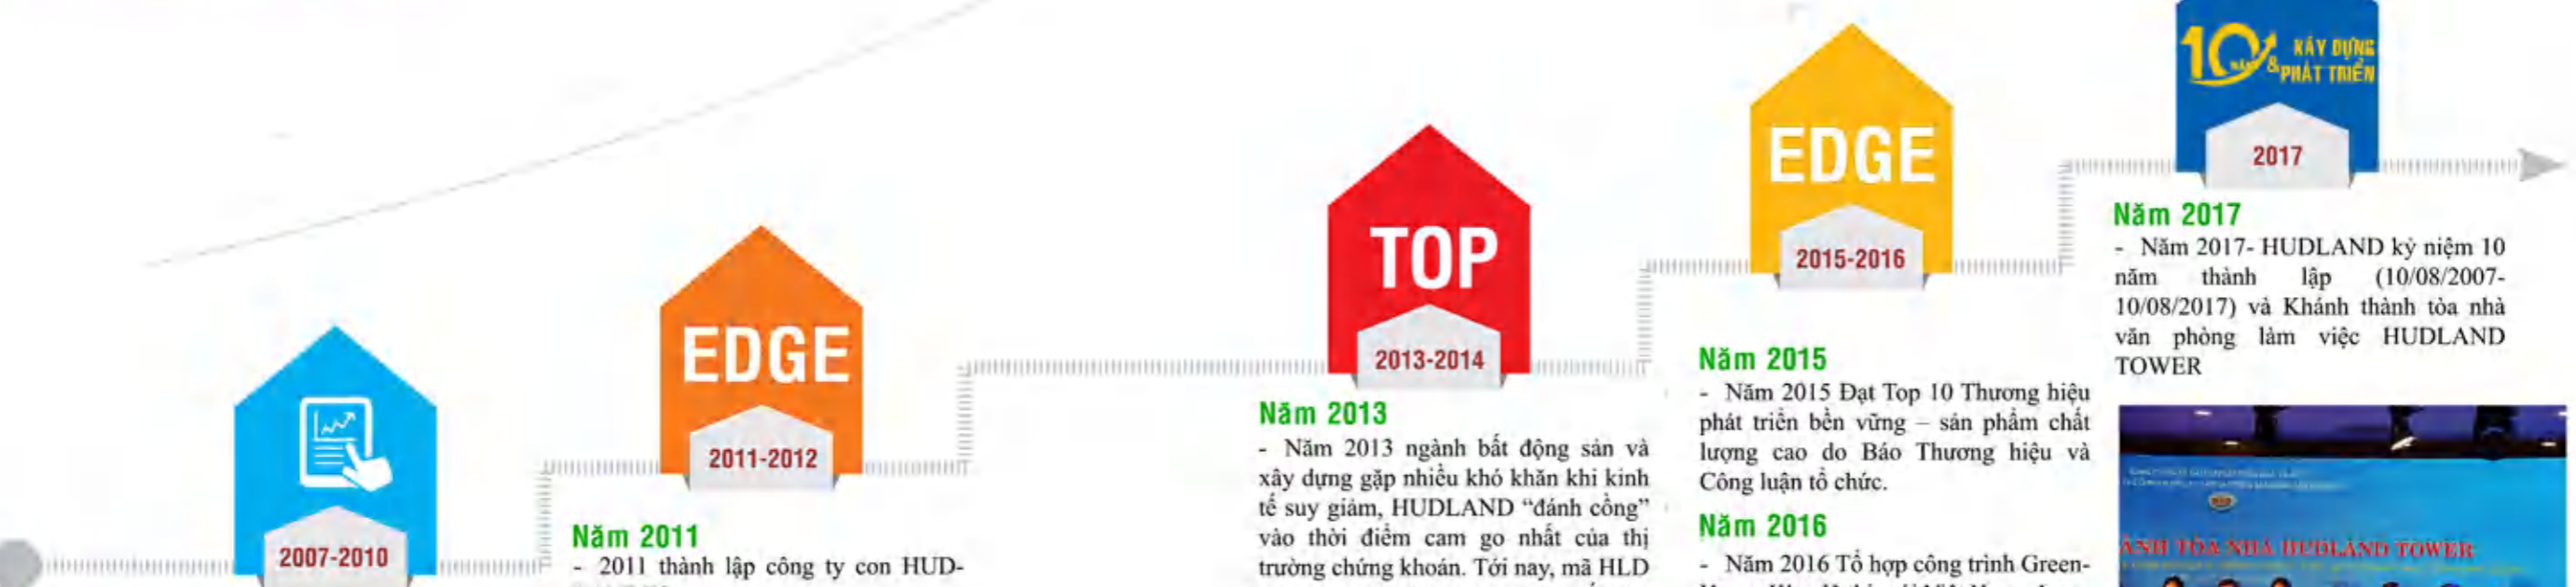 10 NĂM
XÂY DỰNG
& PHÁT TRIỂN
2017
EDGE
2015-2016
TOP
2013-2014
EDGE
2011-2012
2007-2010
Năm 2011
- 2011 thành lập công ty con HUD-
Năm 2013
- Năm 2013 ngành bất động sản và
xây dựng gặp nhiều khó khăn khi kinh
tế suy giảm, HUDLAND “đánh cồng”
vào thời điểm cam go nhất của thị
trường chứng khoán. Tới nay, mã HLD
Năm 2015
- Năm 2015 Đạt Top 10 Thương hiệu
phát triển bền vững – sản phẩm chất
lượng cao do Báo Thương hiệu và
Công luận tổ chức.
Năm 2016
- Năm 2016 Tổ hợp công trình Green-
Năm 2017
- Năm 2017- HUDLAND kỷ niệm 10
năm thành lập (10/08/2007-
10/08/2017) và Khánh thành tòa nhà
văn phòng làm việc HUDLAND
TOWER
TÒA NHÀ HUDLAND TOWER